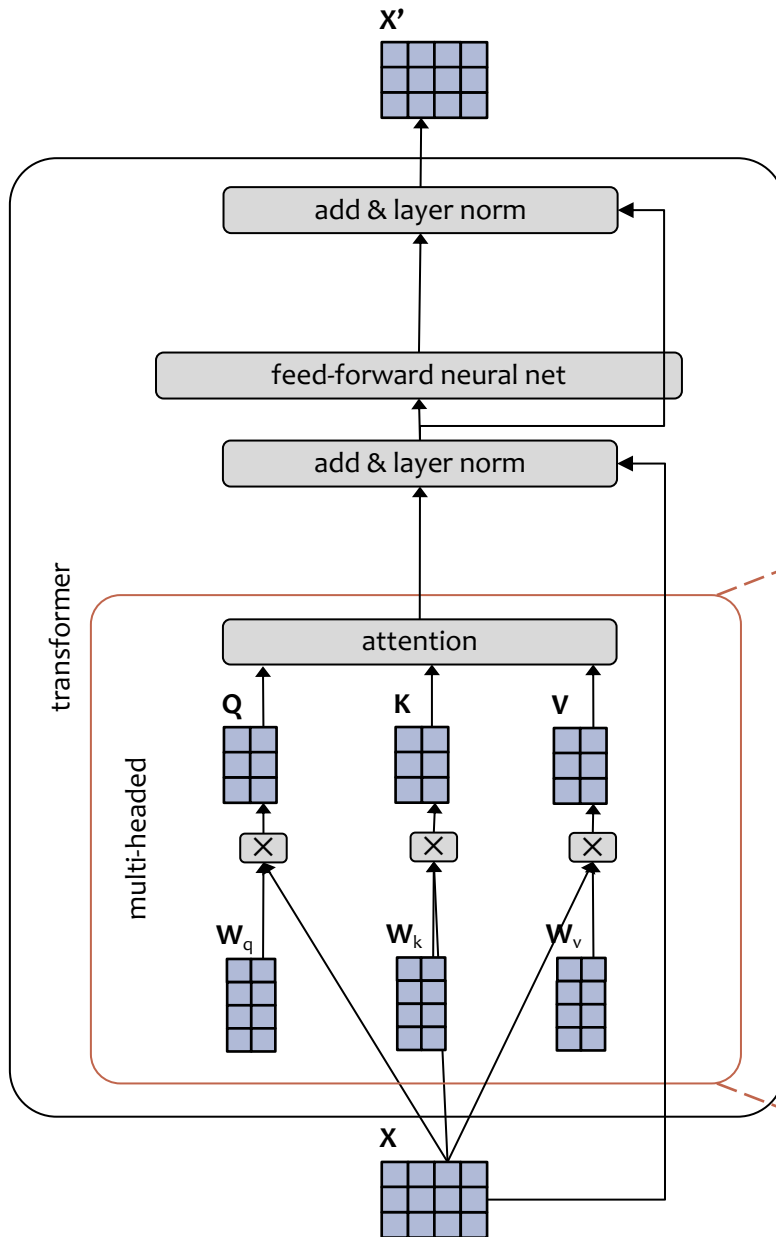 X’
add & layer norm
feed-forward neural net
add & layer norm
transformer
multi-headed
attention
Q K V
× × ×
Wq Wk Wv
X